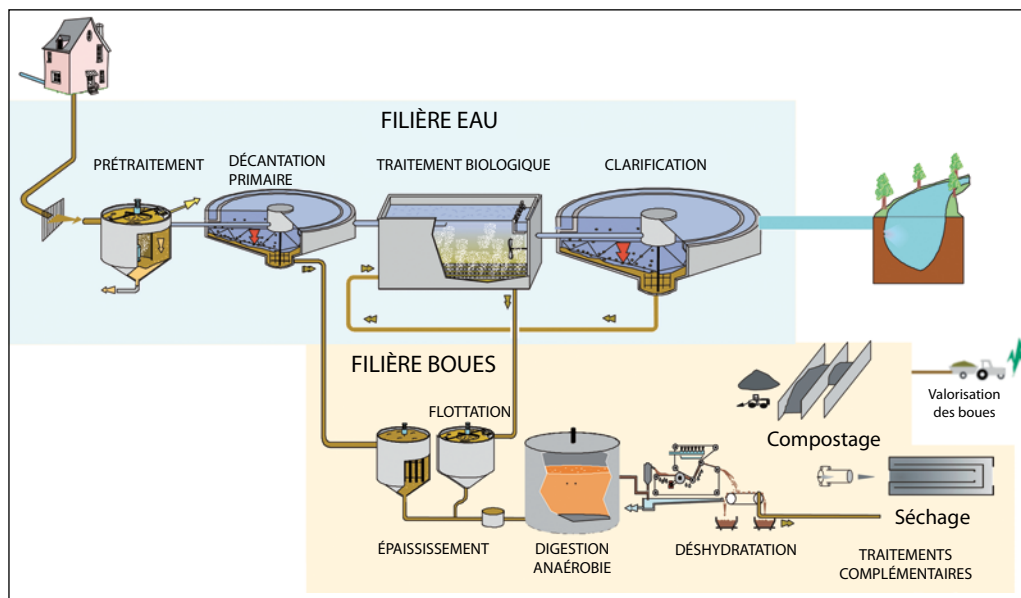 FILIÈRE EAU
PRÉTRAITEMENT
DÉCANTATION
PRIMAIRE
TRAITEMENT BIOLOGIQUE
CLARIFICATION
FILIÈRE BOUES
FLOTTATION
Compostage
Valorisation
des boues
Séchage
ÉPAISSISSEMENT
DIGESTION
ANAÉROBIE
DÉSHYDRATATION
TRAITEMENTS
COMPLÉMENTAIRES